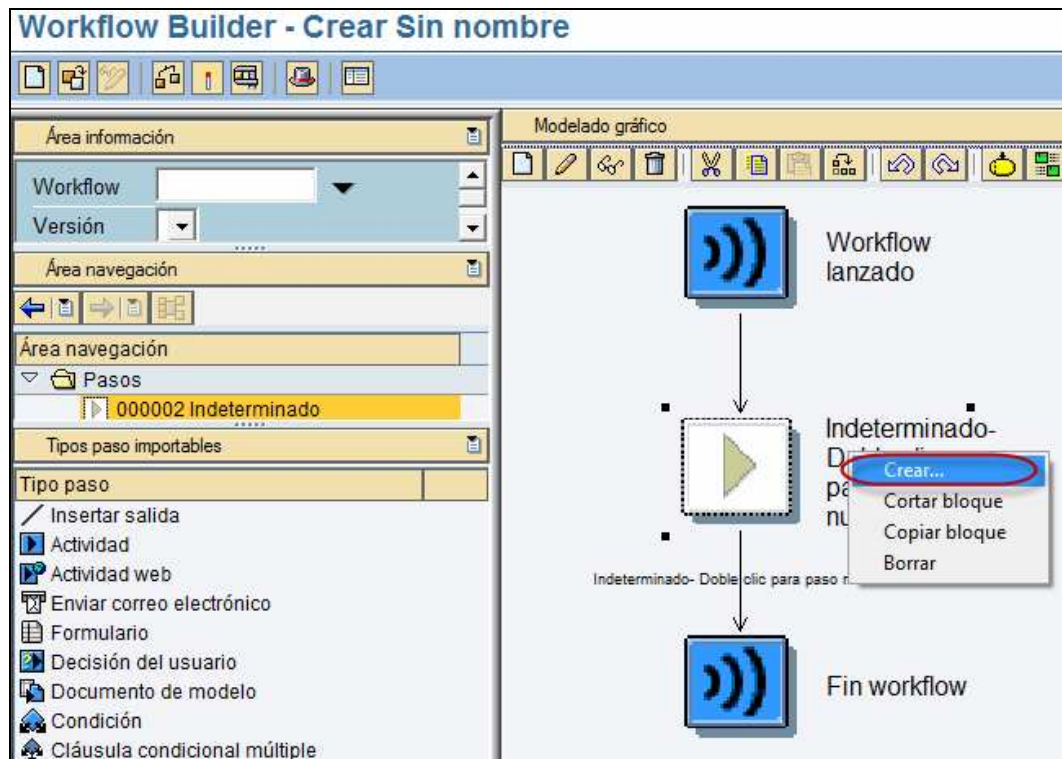 Workflow Builder - Crear Sin nombre
Área información
Workflow
Versión
Área navegación
Área navegación
Pasos
000002 Indeterminado
Tipos paso importables
Tipo paso
Insertar salida
Actividad
Actividad web
Enviar correo electrónico
Formulario
Decisión del usuario
Documento de modelo
Condición
Cláusula condicional múltiple
Modelado gráfico
Workflow
lanzado
Indeterminado-
Crear...
Cortar bloque
Copiar bloque
Borrar
Indeterminado- Doble clic para paso
Fin workflow